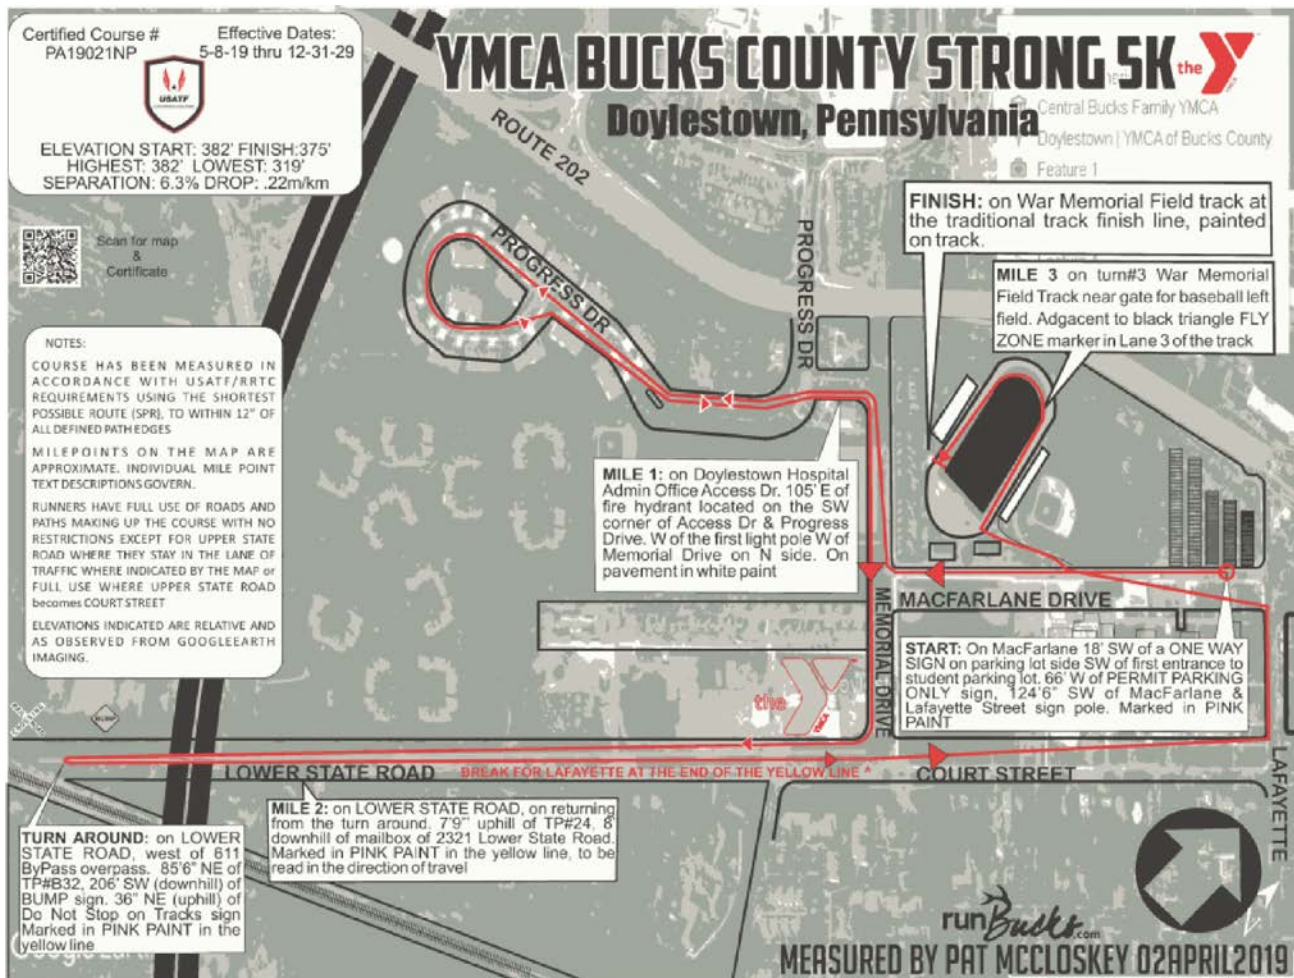 Certified Course #
PA19021NP
Effective Dates:
5-8-19 thru 12-31-29
USATF
ELEVATION START: 382' FINISH:375'
HIGHEST: 382' LOWEST: 319'
SEPARATION: 6.3% DROP: .22m/km
YMCA BUCKS COUNTY STRONG 5K
the
YMCA
Doylestown, Pennsylvania
Central Bucks Family YMCA
Doylestown | YMCA of Bucks County
Feature 1
Scan for map
&
Certificate
ROUTE 202
PROGRESS DR
PROGRESS DR
FINISH: on War Memorial Field track at
the traditional track finish line, painted
on track.
MILE 3 on turn#3 War Memorial
Field Track near gate for baseball left
field. Adgacent to black triangle FLY
ZONE marker in Lane 3 of the track
NOTES:
COURSE HAS BEEN MEASURED IN
ACCORDANCE WITH USATF/RRTC
REQUIREMENTS USING THE SHORTEST
POSSIBLE ROUTE (SPR), TO WITHIN 12" OF
ALL DEFINED PATH EDGES
MILEPOINTS ON THE MAP ARE
APPROXIMATE. INDIVIDUAL MILE POINT
TEXT DESCRIPTIONS GOVERN.
RUNNERS HAVE FULL USE OF ROADS AND
PATHS MAKING UP THE COURSE WITH NO
RESTRICTIONS EXCEPT FOR UPPER STATE
ROAD WHERE THEY STAY IN THE LANE OF
TRAFFIC WHERE INDICATED BY THE MAP or
FULL USE WHERE UPPER STATE ROAD
becomes COURT STREET
ELEVATIONS INDICATED ARE RELATIVE AND
AS OBSERVED FROM GOOGLEEARTH
IMAGING.
MILE 1: on Doylestown Hospital
Admin Office Access Dr. 105' E of
fire hydrant located on the SW
corner of Access Dr & Progress
Drive. W of the first light pole W of
Memorial Drive on N side. On
pavement in white paint
MACFARLANE DRIVE
MEMORIAL DRIVE
START: On MacFarlane 18' SW of a ONE WAY
SIGN on parking lot side SW of first entrance to
student parking lot. 66' W of PERMIT PARKING
ONLY sign, 124'6" SW of MacFarlane &
Lafayette Street sign pole. Marked in PINK
PAINT
the
YMCA
BUMP
LOWER STATE ROAD
BREAK FOR LAFAYETTE AT THE END OF THE YELLOW LINE ^
COURT STREET
LAFAYETTE
MILE 2: on LOWER STATE ROAD, on returning
from the turn around. 7'9" uphill of TP#24, 8'
downhill of mailbox of 2321 Lower State Road.
Marked in PINK PAINT in the yellow line, to be
read in the direction of travel
TURN AROUND: on LOWER
STATE ROAD, west of 611
ByPass overpass. 85'6" NE of
TP#B32, 206' SW (downhill) of
BUMP sign. 36" NE (uphill) of
Do Not Stop on Tracks sign
Marked in PINK PAINT in the
yellow line
Google Earth
runBucks.com
MEASURED BY PAT MCCLOSKEY 02APRIL2019